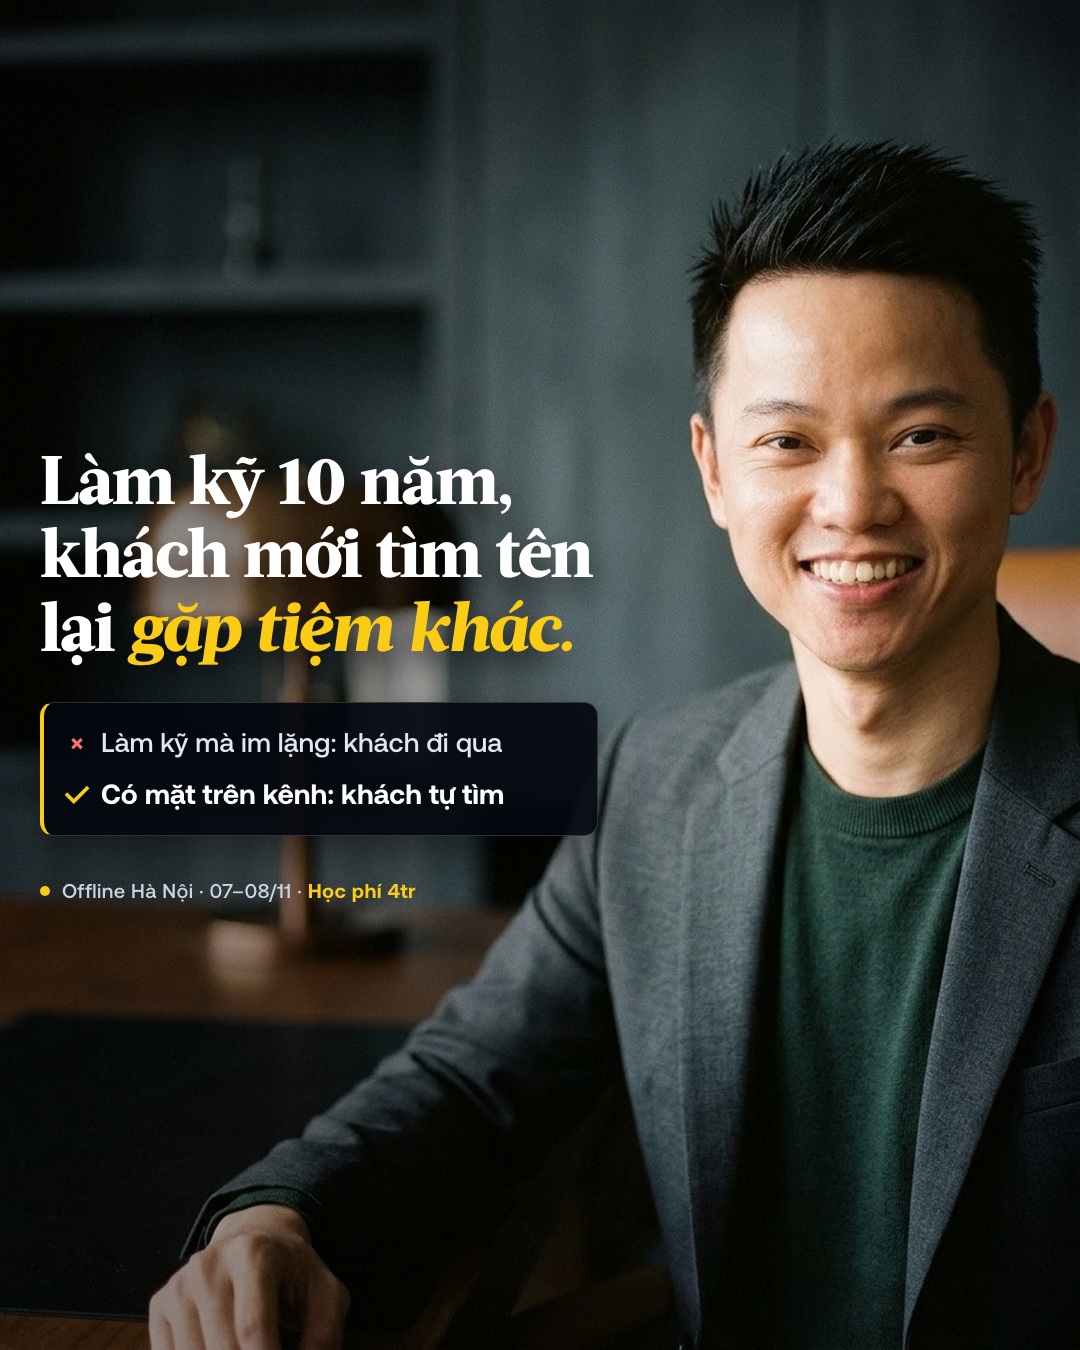 Làm kỹ 10 năm,
khách mới tìm tên
lại gặp tiệm khác.
× Làm kỹ mà im lặng: khách đi qua
✓ Có mặt trên kênh: khách tự tìm
Offline Hà Nội · 07–08/11 · Học phí 4tr